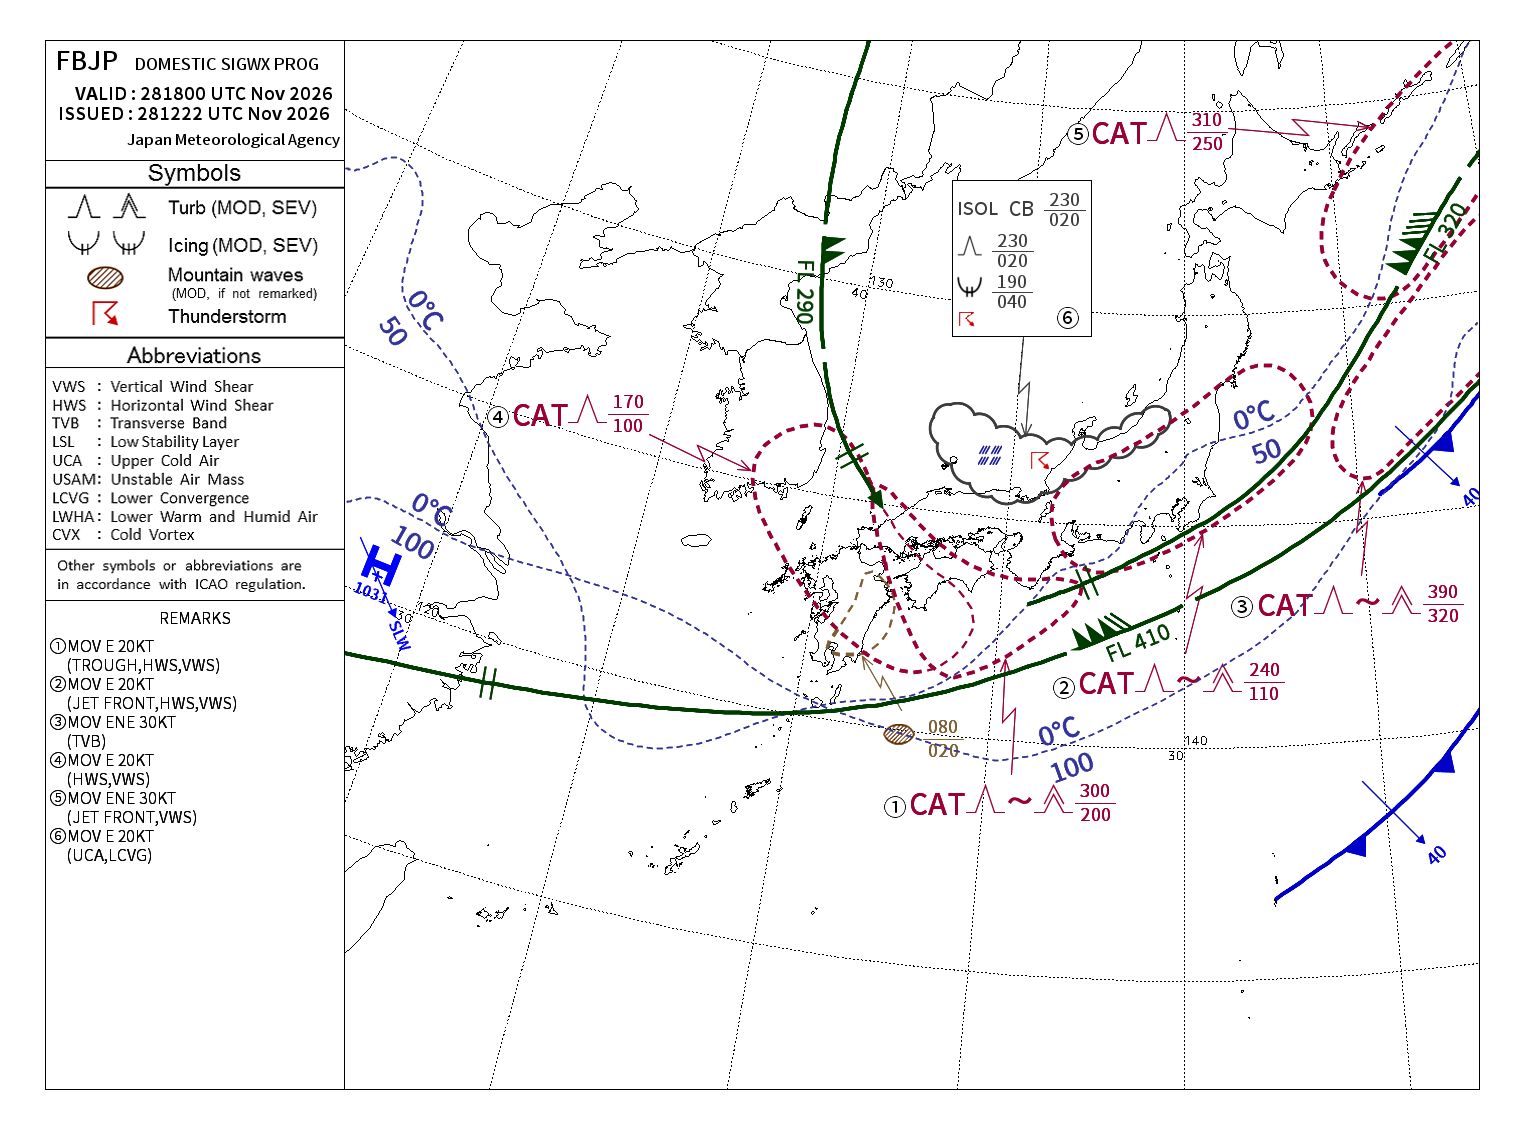 FBJP DOMESTIC SIGWX PROG
VALID : 281800 UTC Nov 2026
ISSUED : 281222 UTC Nov 2026
Japan Meteorological Agency
Symbols
Turb (MOD, SEV)
Icing (MOD, SEV)
Mountain waves
(MOD, if not remarked)
Thunderstorm
Abbreviations
VWS : Vertical Wind Shear
HWS : Horizontal Wind Shear
TVB : Transverse Band
LSL : Low Stability Layer
UCA : Upper Cold Air
USAM: Unstable Air Mass
LCVG : Lower Convergence
LWHA: Lower Warm and Humid Air
CVX : Cold Vortex
Other symbols or abbreviations are
in accordance with ICAO regulation.
REMARKS
①MOV E 20KT
(TROUGH,HWS,VWS)
②MOV E 20KT
(JET FRONT,HWS,VWS)
③MOV ENE 30KT
(TVB)
④MOV E 20KT
(HWS,VWS)
⑤MOV ENE 30KT
(JET FRONT,VWS)
⑥MOV E 20KT
(UCA,LCVG)
⑤CAT 310
250
ISOL CB 230
020
230
020
190
040
⑥
FL 320
FL 290
40
130
0°C
50
④CAT 170
100
0°C
50
40
0°C
100
H
1031
SLW
30
120
③CAT ~ 390
320
FL 410
②CAT ~ 240
110
080
020
0°C
100
140
30
①CAT ~ 300
200
40